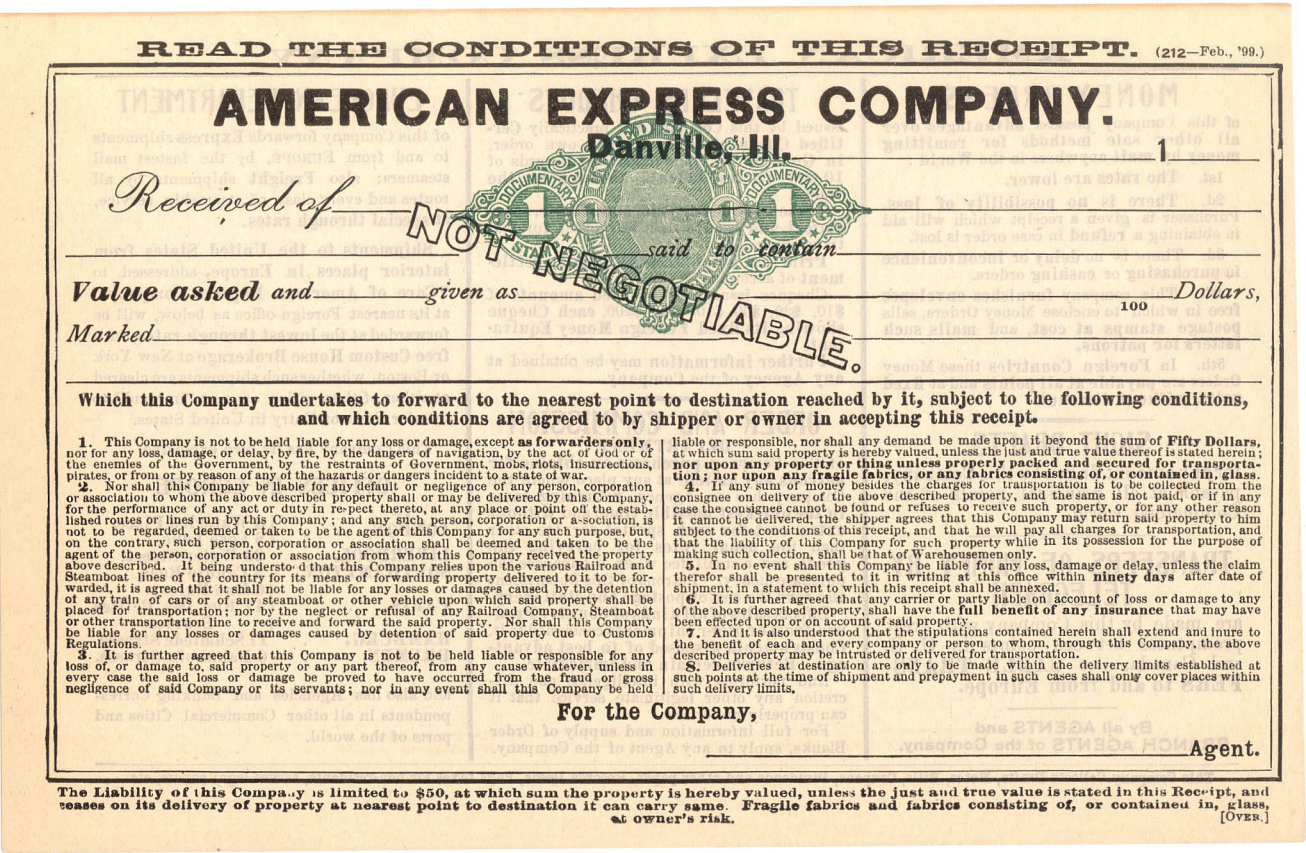 READ THE CONDITIONS OF THIS RECEIPT. (212—Feb., '99.)
AMERICAN EXPRESS COMPANY.
Danville, Ill. 1
UNITED STATES
DOCUMENTARY DOCUMENTARY
1 1 1 1
Received of
NOT NEGOTIABLE.
said to contain
Value asked and given as 100 Dollars,
Marked
Which this Company undertakes to forward to the nearest point to destination reached by it, subject to the following conditions,
and which conditions are agreed to by shipper or owner in accepting this receipt.
1. This Company is not to be held liable for any loss or damage, except as forwarders only,
nor for any loss, damage, or delay, by fire, by the dangers of navigation, by the act of God or of
the enemies of the Government, by the restraints of Government, mobs, riots, insurrections,
pirates, or from or by reason of any of the hazards or dangers incident to a state of war.
2. Nor shall this Company be liable for any default or negligence of any person, corporation
or association to whom the above described property shall or may be delivered by this Company,
for the performance of any act or duty in respect thereto, at any place or point off the estab-
lished routes or lines run by this Company; and any such person, corporation or association, is
not to be regarded, deemed or taken to be the agent of this Company for any such purpose, but,
on the contrary, such person, corporation or association shall be deemed and taken to be the
agent of the person, corporation or association from whom this Company received the property
above described. It being understood that this Company relies upon the various Railroad and
Steamboat lines of the country for its means of forwarding property delivered to it to be for-
warded, it is agreed that it shall not be liable for any losses or damages caused by the detention
of any train of cars or of any steamboat or other vehicle upon which said property shall be
placed for transportation; nor by the neglect or refusal of any Railroad Company, Steamboat
or other transportation line to receive and forward the said property. Nor shall this Company
be liable for any losses or damages caused by detention of said property due to Customs
Regulations.
3. It is further agreed that this Company is not to be held liable or responsible for any
loss of, or damage to, said property or any part thereof, from any cause whatever, unless in
every case the said loss or damage be proved to have occurred from the fraud or gross
negligence of said Company or its servants; nor in any event shall this Company be held
liable or responsible, nor shall any demand be made upon it beyond the sum of Fifty Dollars,
at which sum said property is hereby valued, unless the just and true value thereof is stated herein;
nor upon any property or thing unless properly packed and secured for transporta-
tion; nor upon any fragile fabrics, or any fabrics consisting of, or contained in, glass.
4. If any sum of money besides the charges for transportation is to be collected from the
consignee on delivery of the above described property, and the same is not paid, or if in any
case the consignee cannot be found or refuses to receive such property, or for any other reason
it cannot be delivered, the shipper agrees that this Company may return said property to him
subject to the conditions of this receipt, and that he will pay all charges for transportation, and
that the liability of this Company for such property while in its possession for the purpose of
making such collection, shall be that of Warehousemen only.
5. In no event shall this Company be liable for any loss, damage or delay, unless the claim
therefor shall be presented to it in writing at this office within ninety days after date of
shipment, in a statement to which this receipt shall be annexed.
6. It is further agreed that any carrier or party liable on account of loss or damage to any
of the above described property, shall have the full benefit of any insurance that may have
been effected upon or on account of said property.
7. And it is also understood that the stipulations contained herein shall extend and inure to
the benefit of each and every company or person to whom, through this Company, the above
described property may be intrusted or delivered for transportation.
8. Deliveries at destination are only to be made within the delivery limits established at
such points at the time of shipment and prepayment in such cases shall only cover places within
such delivery limits.
For the Company,
Agent.
The Liability of this Company is limited to $50, at which sum the property is hereby valued, unless the just and true value is stated in this Receipt, and
ceases on its delivery of property at nearest point to destination it can carry same. Fragile fabrics and fabrics consisting of, or contained in, glass,
at owner's risk. [OVER.]